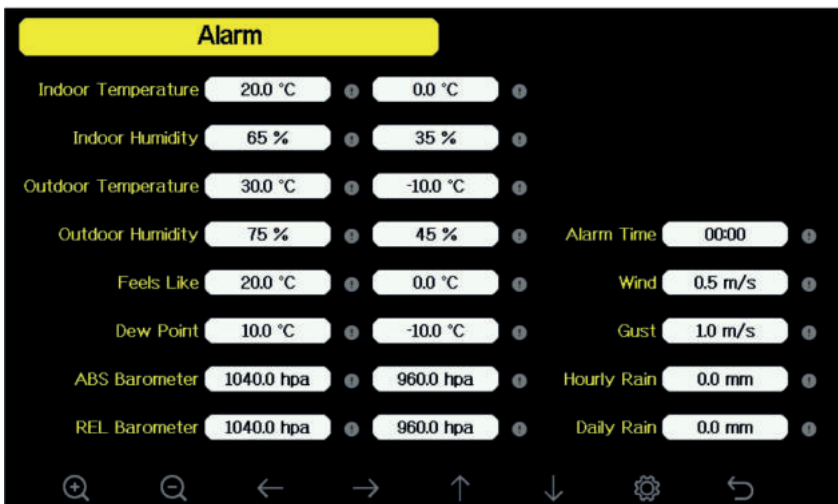 Alarm
Indoor Temperature 20.0 °C 0.0 °C
Indoor Humidity 65 % 35 %
Outdoor Temperature 30.0 °C -10.0 °C
Outdoor Humidity 75 % 45 % Alarm Time 00:00
Feels Like 20.0 °C 0.0 °C Wind 0.5 m/s
Dew Point 10.0 °C -10.0 °C Gust 1.0 m/s
ABS Barometer 1040.0 hpa 960.0 hpa Hourly Rain 0.0 mm
REL Barometer 1040.0 hpa 960.0 hpa Daily Rain 0.0 mm